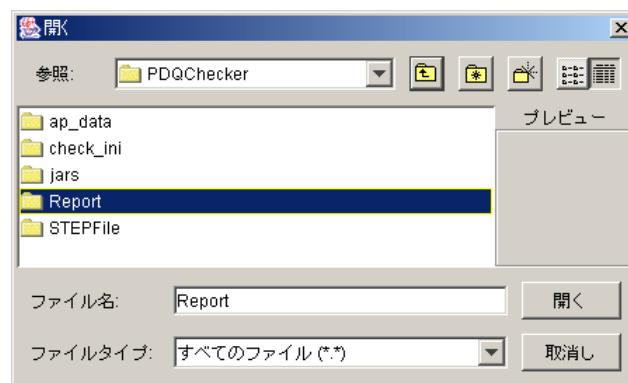 開く
参照: PDQChecker
ap_data
プレビュー
check_ini
jars
Report
STEPFile
ファイル名: Report 開く
ファイルタイプ: すべてのファイル (*.*) 取消し